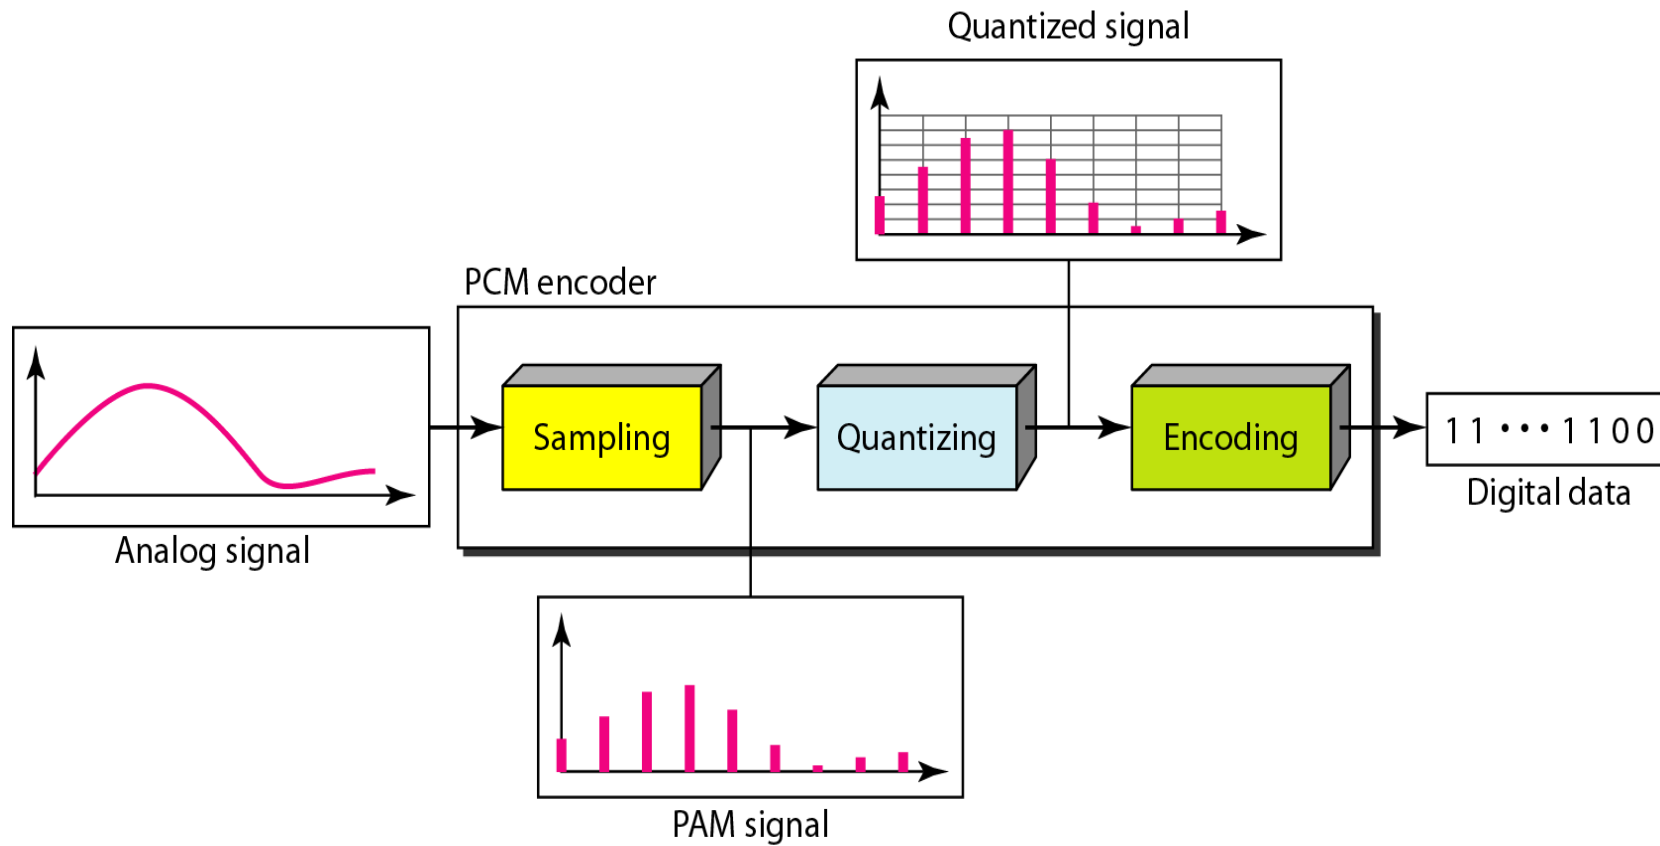 Quantized signal
PCM encoder
Sampling
Quantizing
Encoding
11•••1100
Digital data
Analog signal
PAM signal